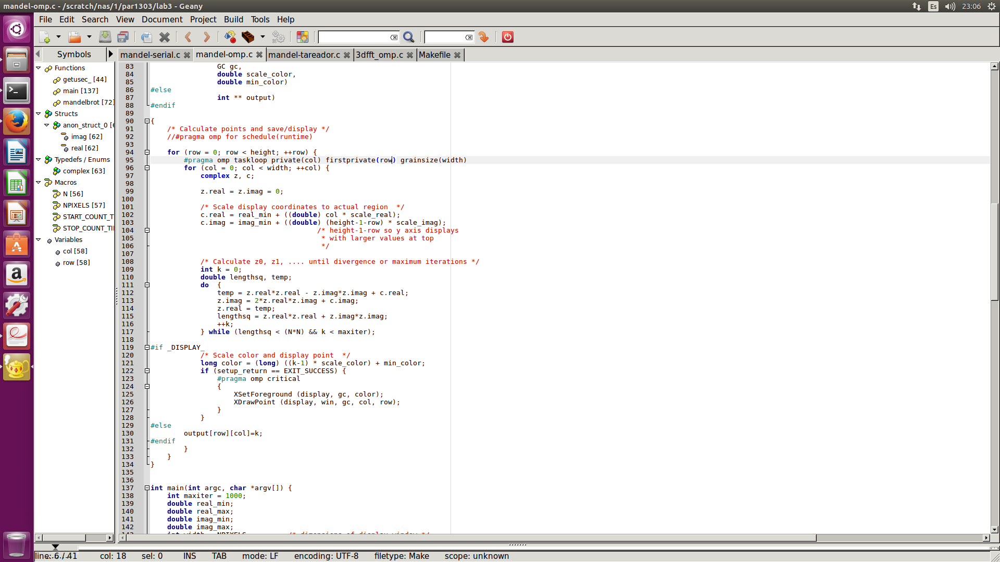 mandel-omp.c - /scratch/nas/1/par1303/lab3 - Geany
Es
23:06
File Edit Search View Document Project Build Tools Help
Symbols
mandel-serial.c
mandel-omp.c
mandel-tareador.c
3dfft_omp.c
Makefile
Functions
getusec_ [44]
main [137]
mandelbrot [72]
Structs
anon_struct_0 [6
imag [62]
real [62]
Typedefs / Enums
complex [63]
Macros
N [56]
NPIXELS [57]
START_COUNT_T
STOP_COUNT_TI
Variables
col [58]
row [58]
83 GC gc,
84 double scale_color,
85 double min_color)
86 #else
87 int ** output)
88 #endif
89
90 {
91 /* Calculate points and save/display */
92 //#pragma omp for schedule(runtime)
93
94 for (row = 0; row < height; ++row) {
95 #pragma omp taskloop private(col) firstprivate(row) grainsize(width)
96 for (col = 0; col < width; ++col) {
97 complex z, c;
98
99 z.real = z.imag = 0;
100
101 /* Scale display coordinates to actual region  */
102 c.real = real_min + ((double) col * scale_real);
103 c.imag = imag_min + ((double) (height-1-row) * scale_imag);
104 /* height-1-row so y axis displays
105 * with larger values at top
106 */
107
108 /* Calculate z0, z1, .... until divergence or maximum iterations */
109 int k = 0;
110 double lengthsq, temp;
111 do  {
112 temp = z.real*z.real - z.imag*z.imag + c.real;
113 z.imag = 2*z.real*z.imag + c.imag;
114 z.real = temp;
115 lengthsq = z.real*z.real + z.imag*z.imag;
116 ++k;
117 } while (lengthsq < (N*N) && k < maxiter);
118
119 #if _DISPLAY_
120 /* Scale color and display point  */
121 long color = (long) ((k-1) * scale_color) + min_color;
122 if (setup_return == EXIT_SUCCESS) {
123 #pragma omp critical
124 {
125 XSetForeground (display, gc, color);
126 XDrawPoint (display, win, gc, col, row);
127 }
128 }
129 #else
130 output[row][col]=k;
131 #endif
132 }
133 }
134 }
135
136
137 int main(int argc, char *argv[]) {
138 int maxiter = 1000;
139 double real_min;
140 double real_max;
141 double imag_min;
142 double imag_max;
line: 6 / 41 col: 18 sel: 0 INS TAB mode: LF encoding: UTF-8 filetype: Make scope: unknown